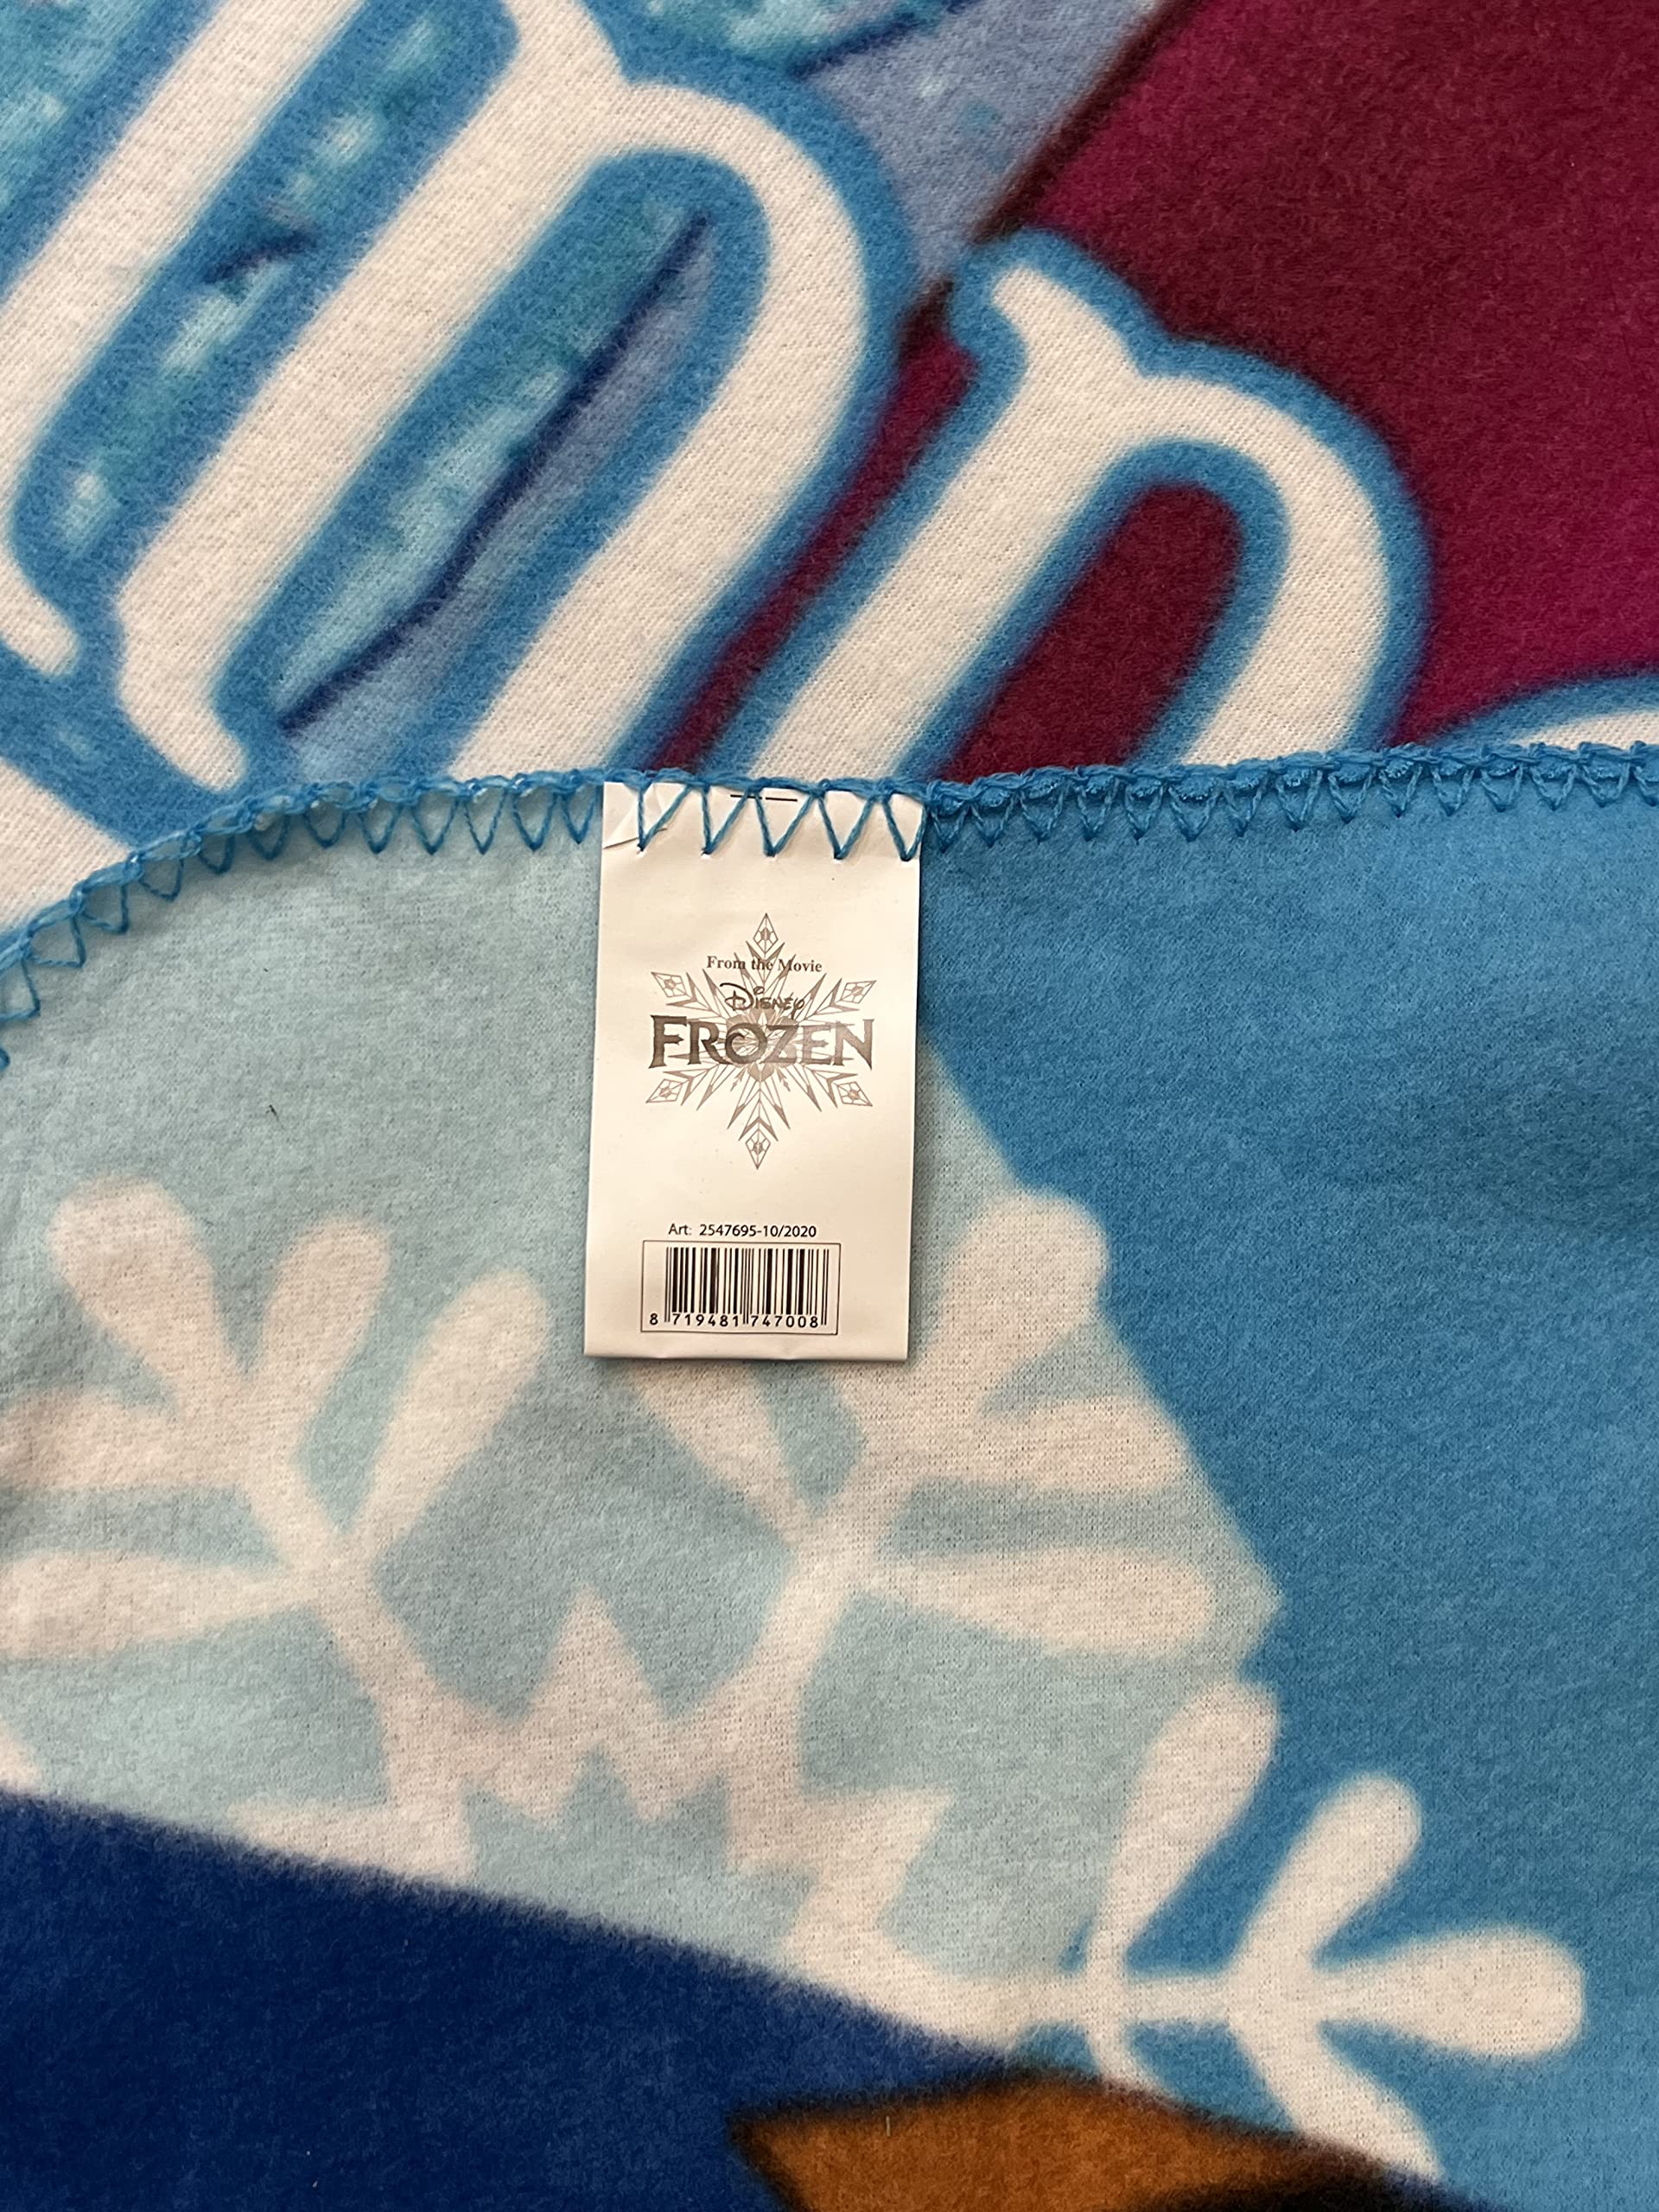 From the Movie
Disney
FROZEN
Art: 2547695-10/2020
8 719481 747008